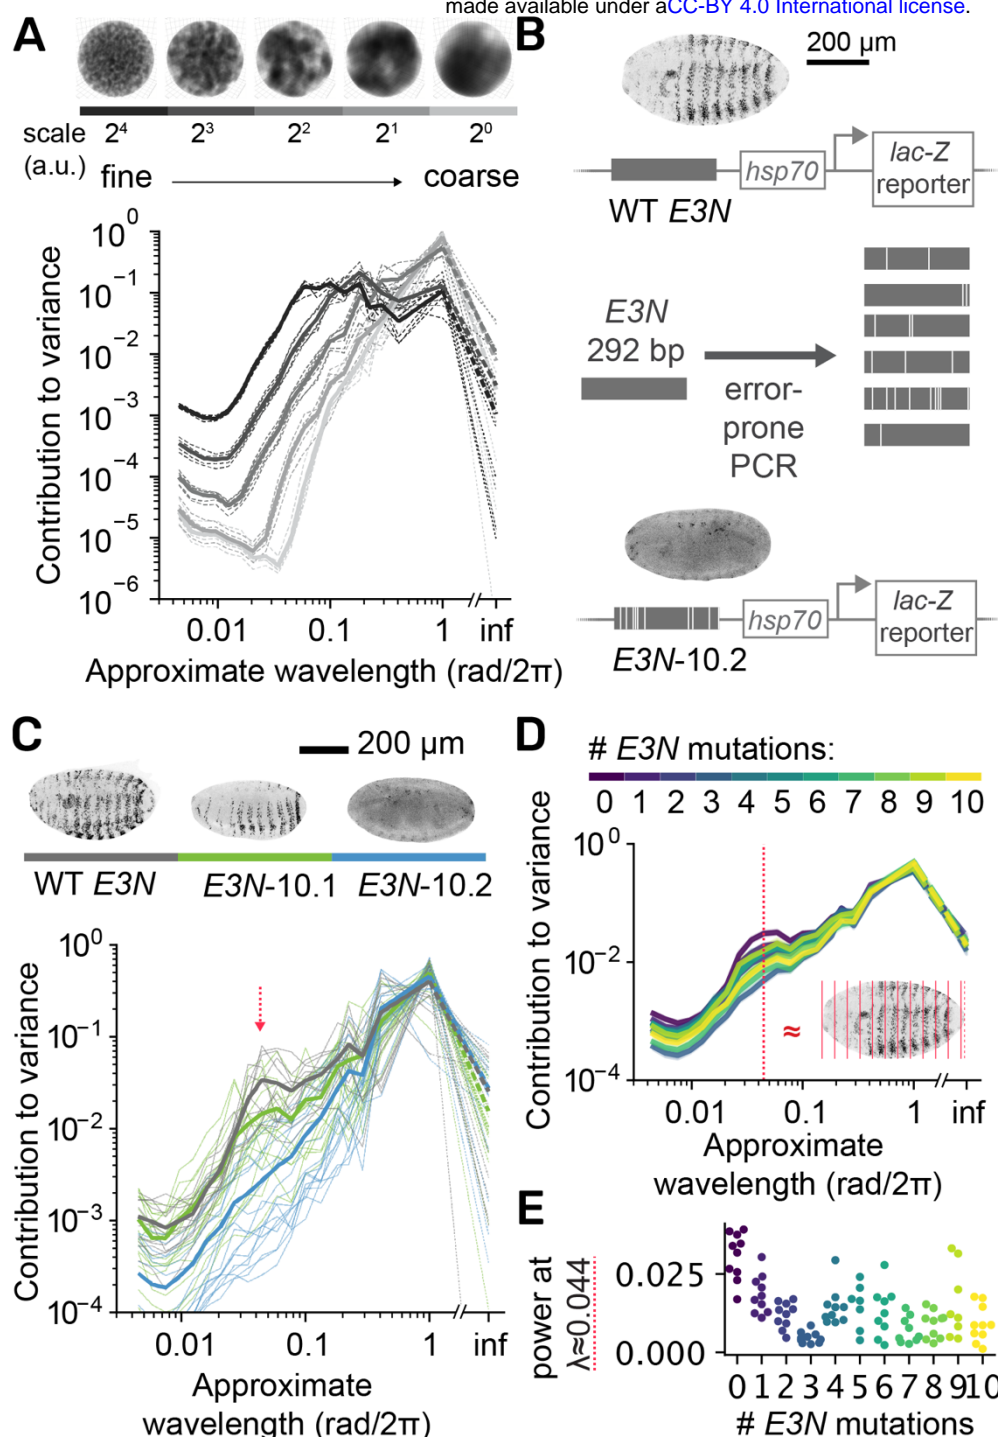 made available under aCC-BY 4.0 International license.
A
scale
(a.u.)
2⁴ 2³ 2² 2¹ 2⁰
fine coarse
Contribution to variance
10⁰
10⁻¹
10⁻²
10⁻³
10⁻⁴
10⁻⁵
10⁻⁶
0.01 0.1 1 inf
Approximate wavelength (rad/2π)
B
200 µm
hsp70
lac-Z
reporter
WT E3N
E3N
292 bp
error-
prone
PCR
hsp70
lac-Z
reporter
E3N-10.2
C
200 µm
WT E3N E3N-10.1 E3N-10.2
Contribution to variance
10⁰
10⁻¹
10⁻²
10⁻³
10⁻⁴
0.01 0.1 1 inf
Approximate
wavelength (rad/2π)
D
# E3N mutations:
0 1 2 3 4 5 6 7 8 9 10
Contribution to variance
10⁰
10⁻²
10⁻⁴
≈
0.01 0.1 1 inf
Approximate
wavelength (rad/2π)
E
power at
λ≈0.044
0.025
0.000
0 1 2 3 4 5 6 7 8 9 10
# E3N mutations